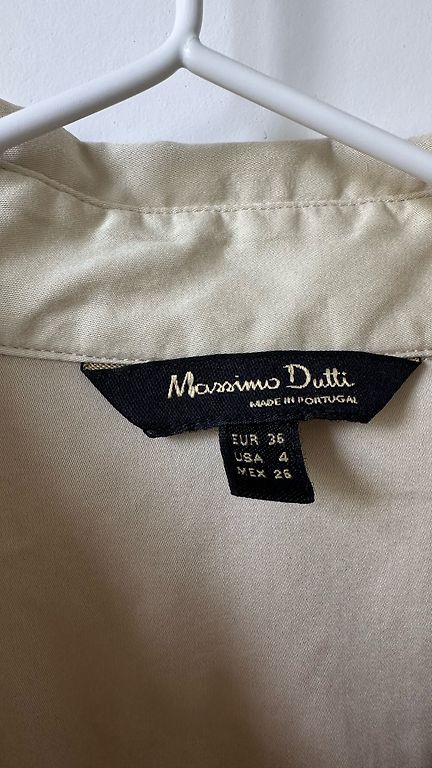 Massimo Dutti
MADE IN PORTUGAL
EUR 36
USA 4
MEX 26